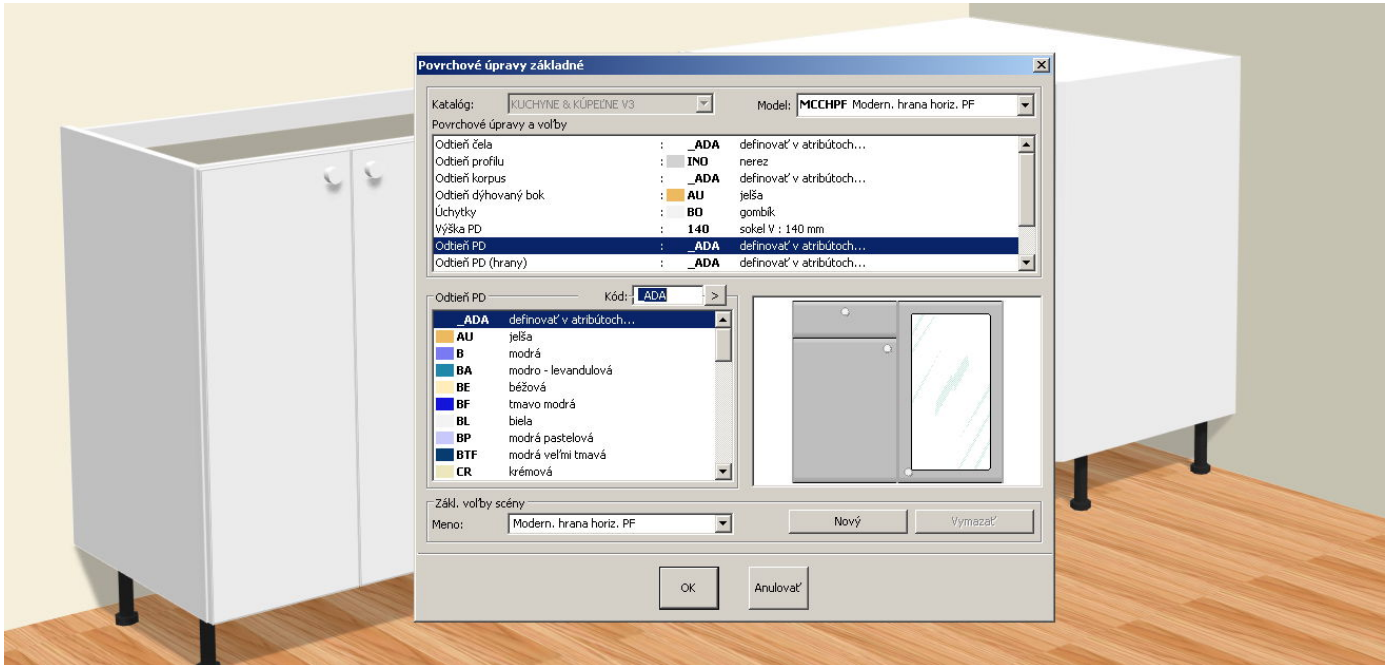 Povrchové úpravy základné
Katalóg: KUCHYNE & KÚPEĽNE V3 Model: MCCHPF Modern. hrana horiz. PF
Povrchové úpravy a voľby
Odtieň čela : _ADA definovať v atribútoch...
Odtieň profilu : INO nerez
Odtieň korpus : _ADA definovať v atribútoch...
Odtieň dýhovaný bok : AU jelša
Úchytky : BO gombík
Výška PD : 140 sokel V : 140 mm
Odtieň PD : _ADA definovať v atribútoch...
Odtieň PD (hrany) : _ADA definovať v atribútoch...
Odtieň PD Kód: _ADA >
_ADA definovať v atribútoch...
AU jelša
B modrá
BA modro - levandulová
BE béžová
BF tmavo modrá
BL biela
BP modrá pastelová
BTF modrá veľmi tmavá
CR krémová
Zákl. voľby scény
Meno: Modern. hrana horiz. PF Nový Vymazať
OK Anulovať